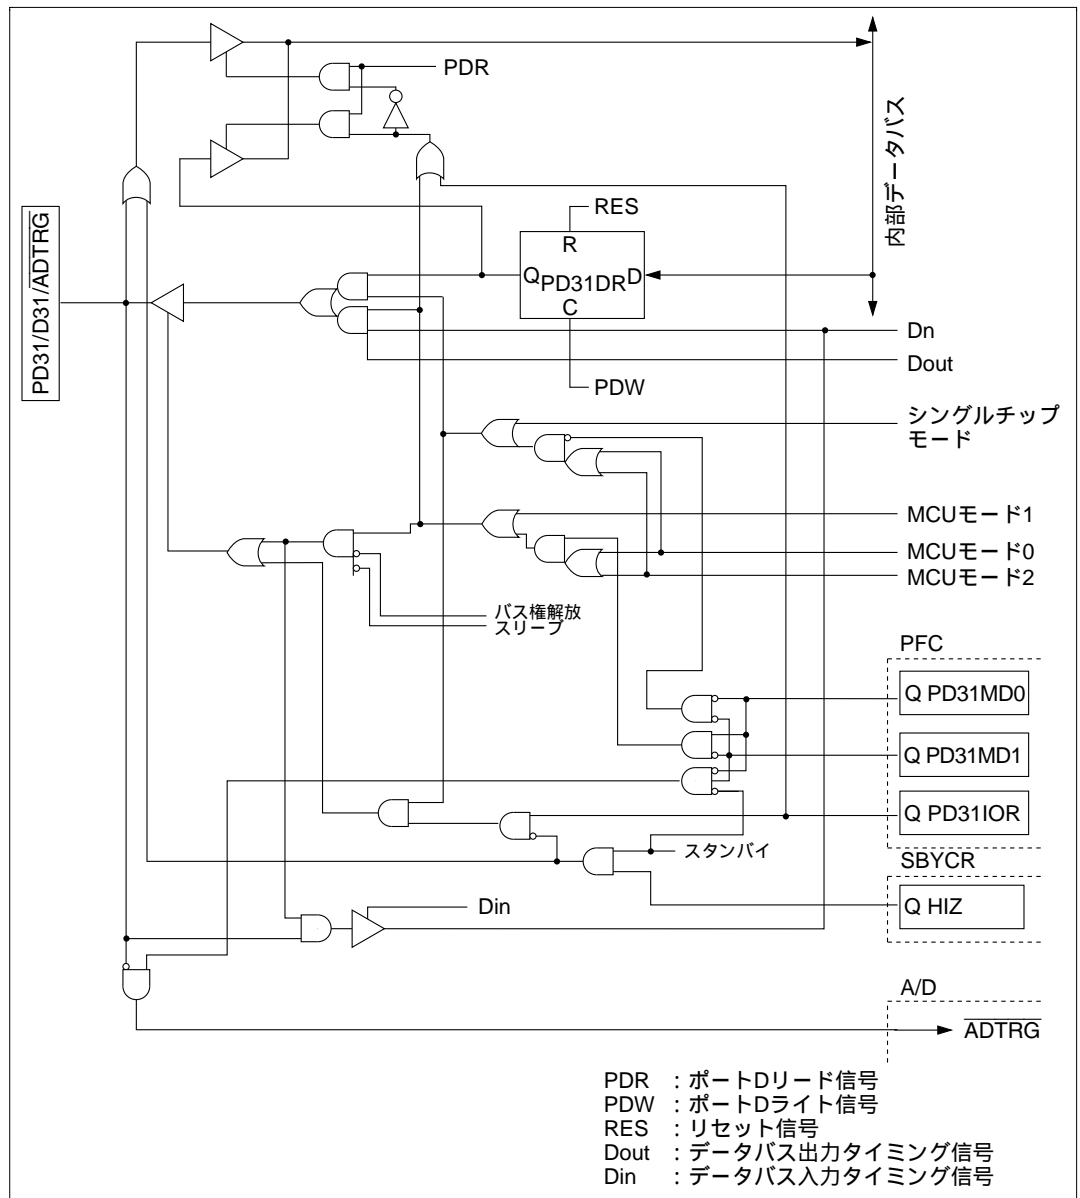 PDR
内部データバス
RES
R
PD31/D31/ADTRG
Q PD31DR D
C
Dn
Dout
PDW
シングルチップ
モード
MCUモード1
MCUモード0
MCUモード2
バス権解放
スリープ
PFC
Q PD31MD0
Q PD31MD1
Q PD31IOR
スタンバイ
SBYCR
Q HIZ
Din
A/D
ADTRG
PDR :ポートDリード信号
PDW :ポートDライト信号
RES :リセット信号
Dout :データバス出力タイミング信号
Din :データバス入力タイミング信号